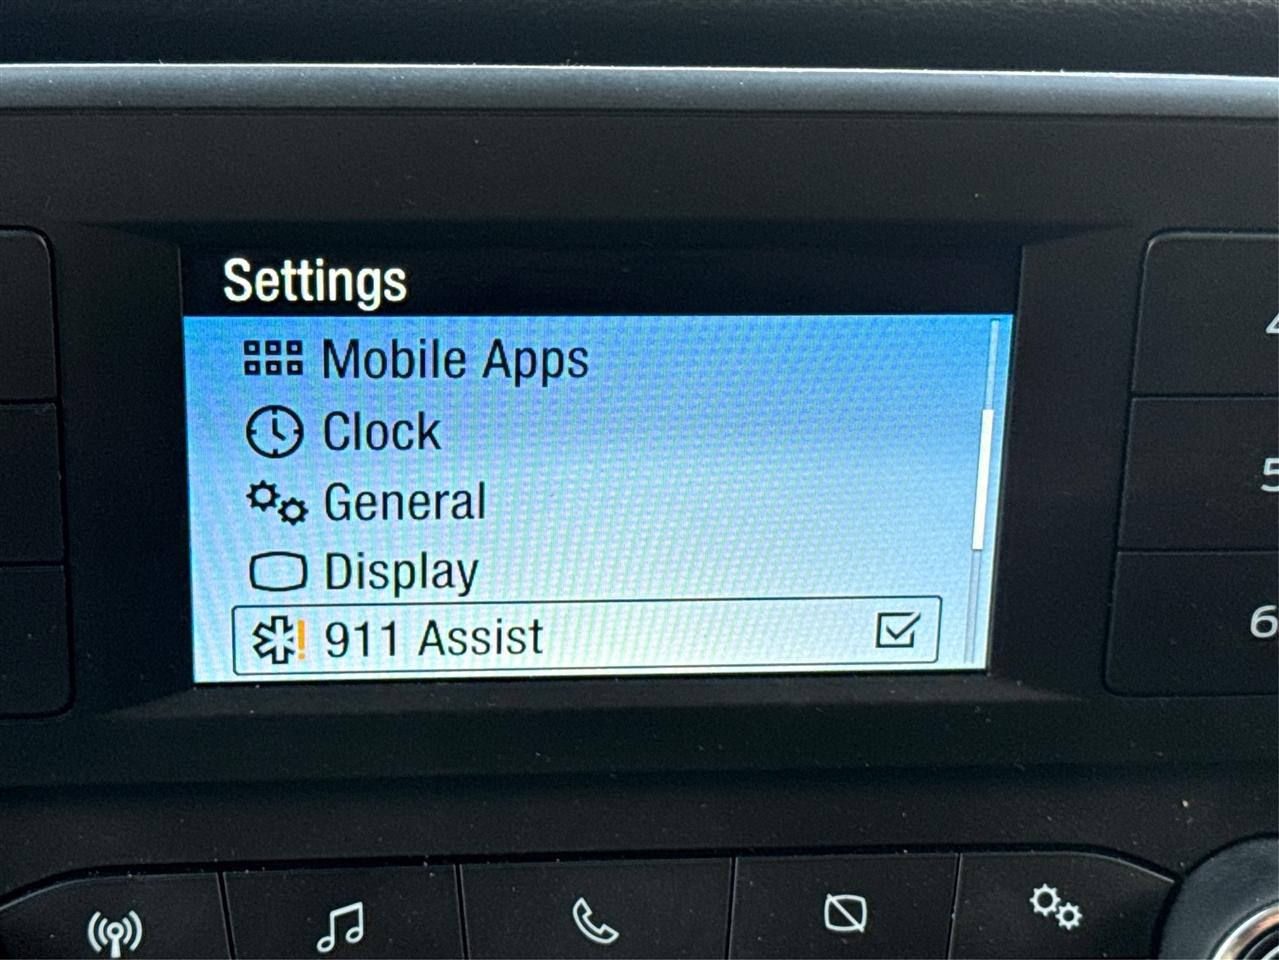 Settings
Mobile Apps
Clock
General
Display
911 Assist
4
5
6